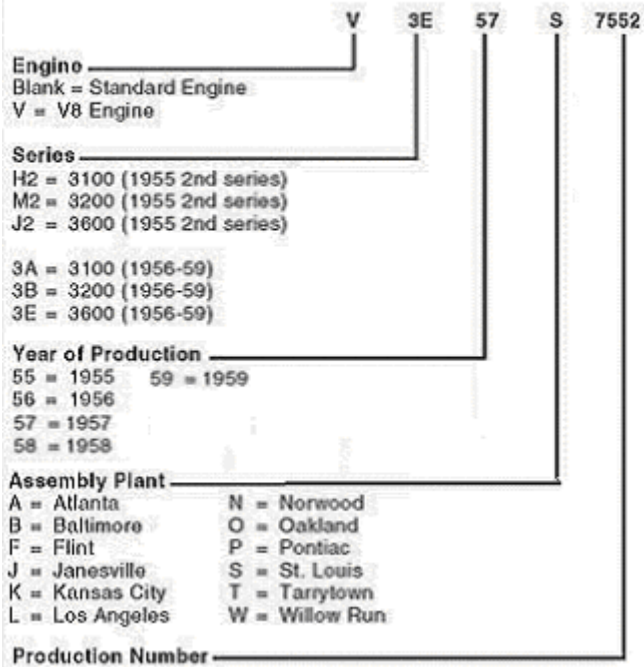 V 3E 57 S 7552
Engine
Blank = Standard Engine
V = V8 Engine
Series
H2 = 3100 (1955 2nd series)
M2 = 3200 (1955 2nd series)
J2 = 3600 (1955 2nd series)
3A = 3100 (1956-59)
3B = 3200 (1956-59)
3E = 3600 (1956-59)
Year of Production
55 = 1955 59 = 1959
56 = 1956
57 = 1957
58 = 1958
Assembly Plant
A = Atlanta N = Norwood
B = Baltimore O = Oakland
F = Flint P = Pontiac
J = Janesville S = St. Louis
K = Kansas City T = Tarrytown
L = Los Angeles W = Willow Run
Production Number